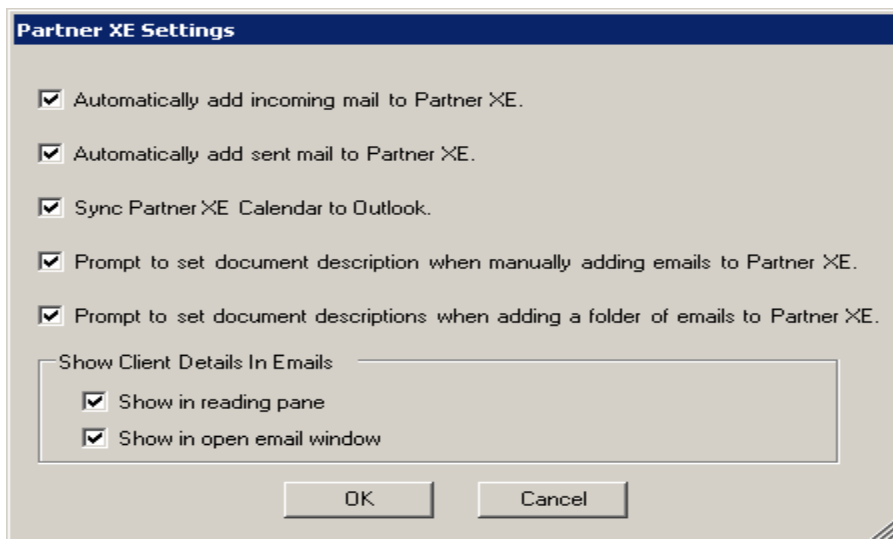 Partner XE Settings
Automatically add incoming mail to Partner XE.
Automatically add sent mail to Partner XE.
Sync Partner XE Calendar to Outlook.
Prompt to set document description when manually adding emails to Partner XE.
Prompt to set document descriptions when adding a folder of emails to Partner XE.
Show Client Details In Emails
Show in reading pane
Show in open email window
OK Cancel